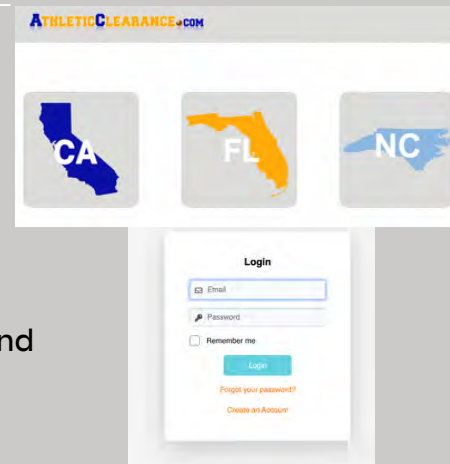 ATHLETICCLEARANCE.COM
CA FL NC
Login
Email
Password
Remember me
Login
Forgot your password?
Create an Account
nd